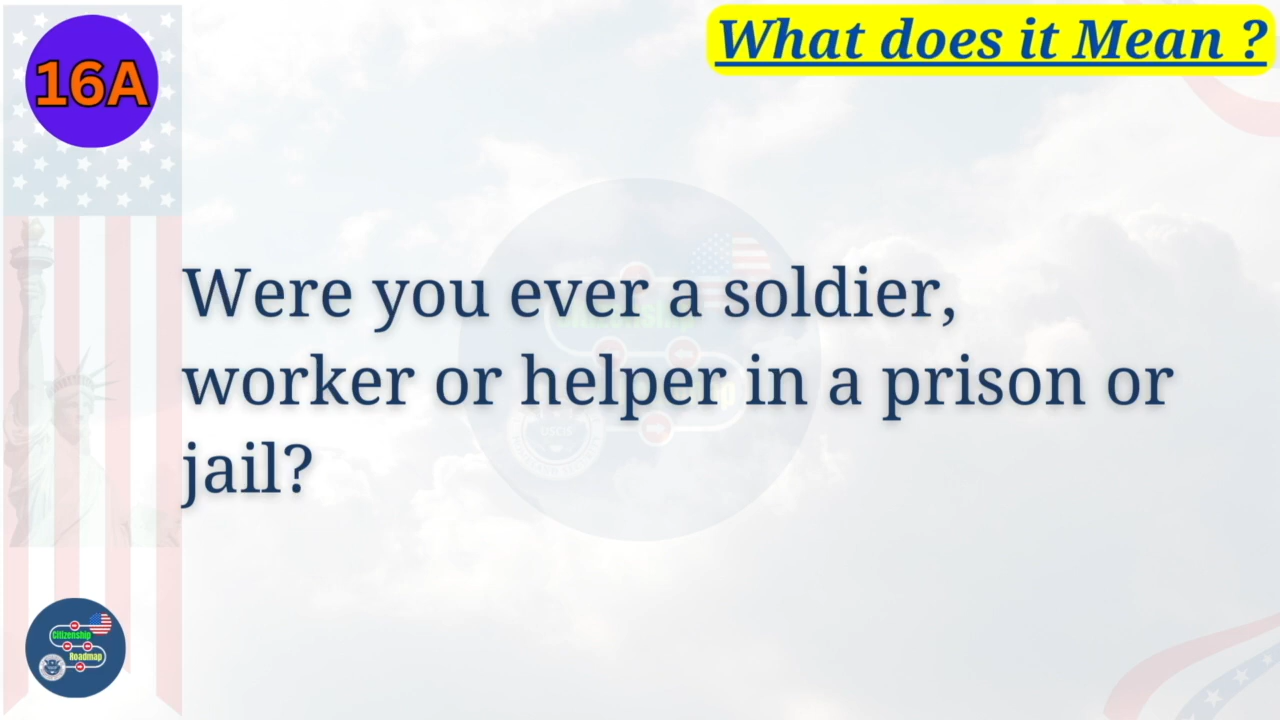 16A
What does it Mean ?
Were you ever a soldier,
worker or helper in a prison or
jail?
Citizenship
Roadmap